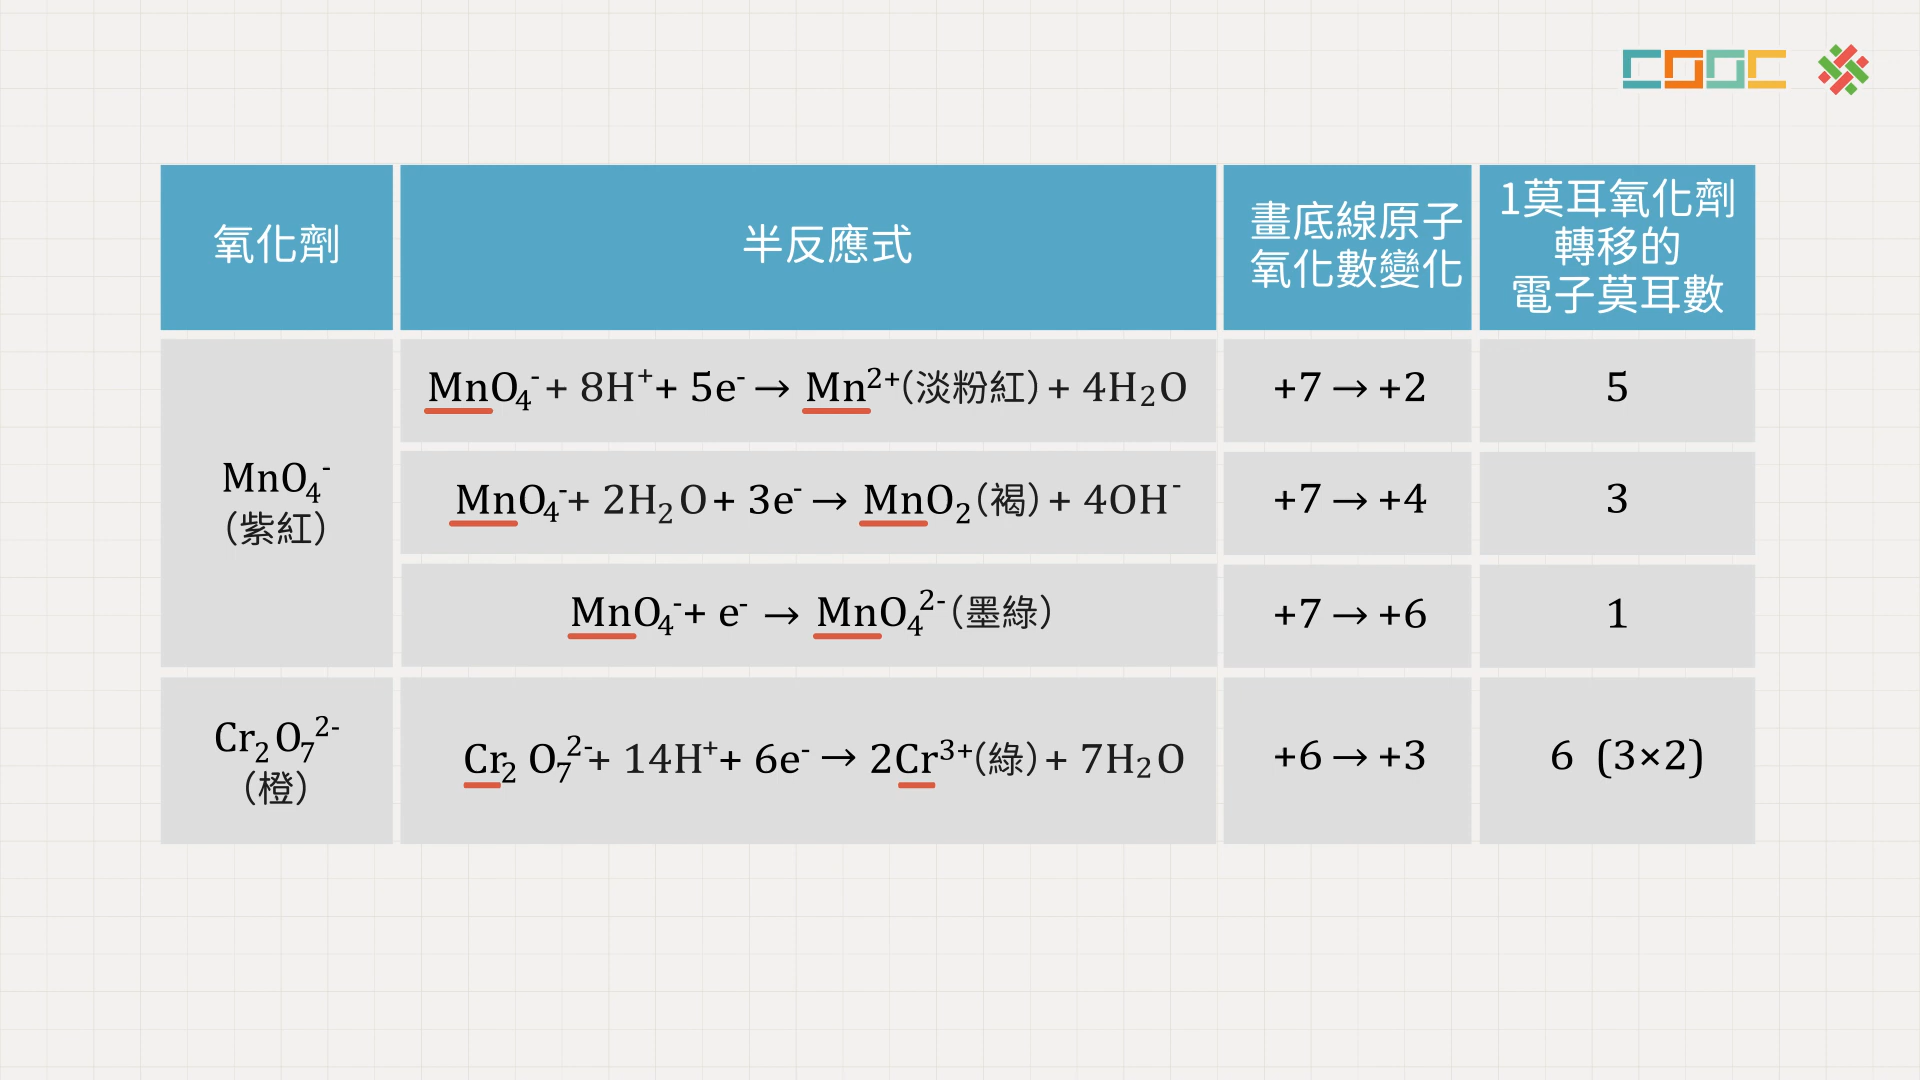 COOC
氧化劑
半反應式
畫底線原子
氧化數變化
1莫耳氧化劑
轉移的
電子莫耳數
MnO₄⁻
（紫紅）
MnO₄⁻+ 8H⁺+ 5e⁻→ Mn²⁺（淡粉紅）+ 4H₂O
+7→+2
5
MnO₄⁻+ 2H₂O+ 3e⁻→ MnO₂（褐）+ 4OH⁻
+7→+4
3
MnO₄⁻+ e⁻ → MnO₄²⁻（墨綠）
+7→+6
1
Cr₂O₇²⁻
（橙）
Cr₂O₇²⁻+ 14H⁺+ 6e⁻→ 2Cr³⁺（綠）+ 7H₂O
+6→+3
6 (3×2)